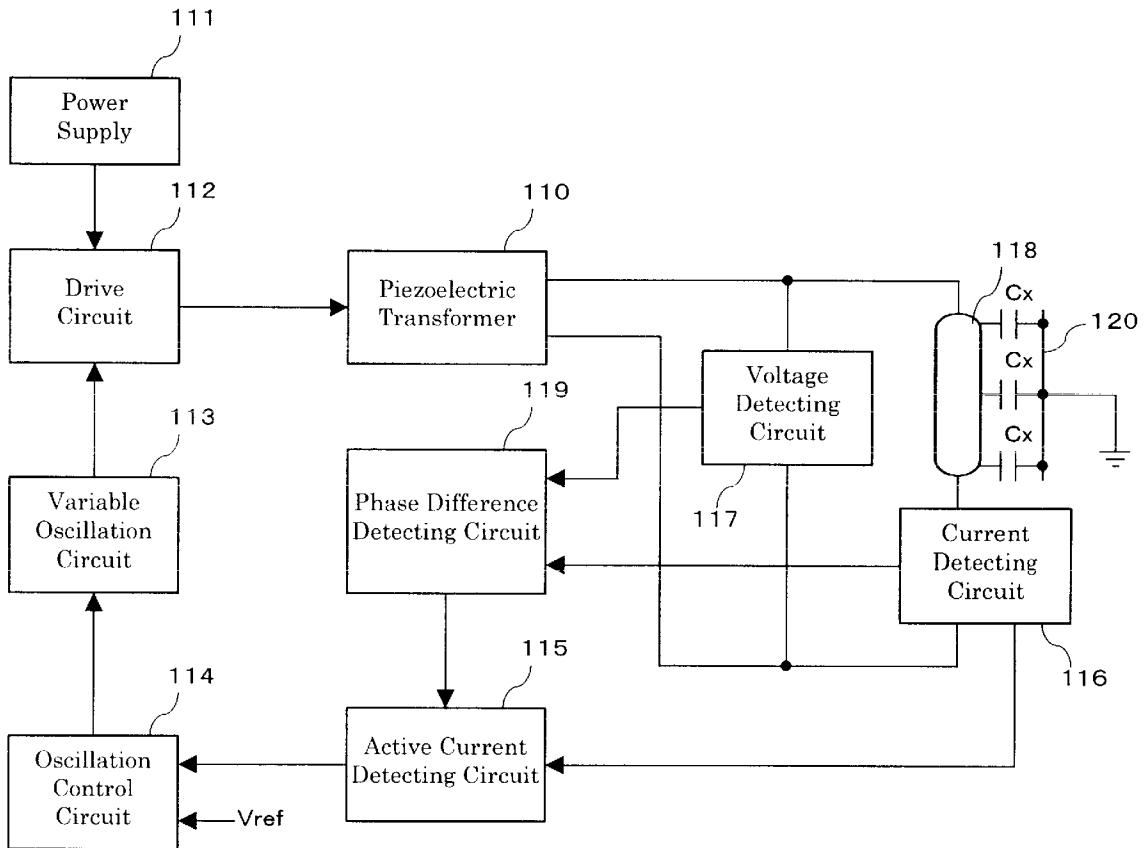 111
Power
Supply
112
Drive
Circuit
110
Piezoelectric
Transformer
118
Cx
120
Cx
Cx
Voltage
Detecting
Circuit
117
119
Phase Difference
Detecting Circuit
113
Variable
Oscillation
Circuit
Current
Detecting
Circuit
116
115
Active Current
Detecting Circuit
114
Oscillation
Control
Circuit
Vref